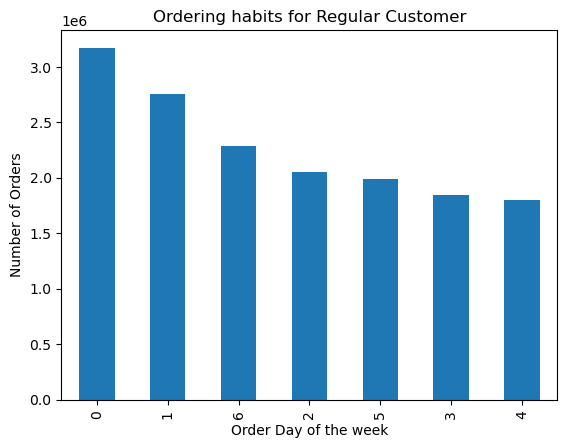 Ordering habits for Regular Customer
1e6
3.0
2.5
2.0
1.5
1.0
0.5
0.0
Number of Orders
0 1 6 2 5 3 4
Order Day of the week